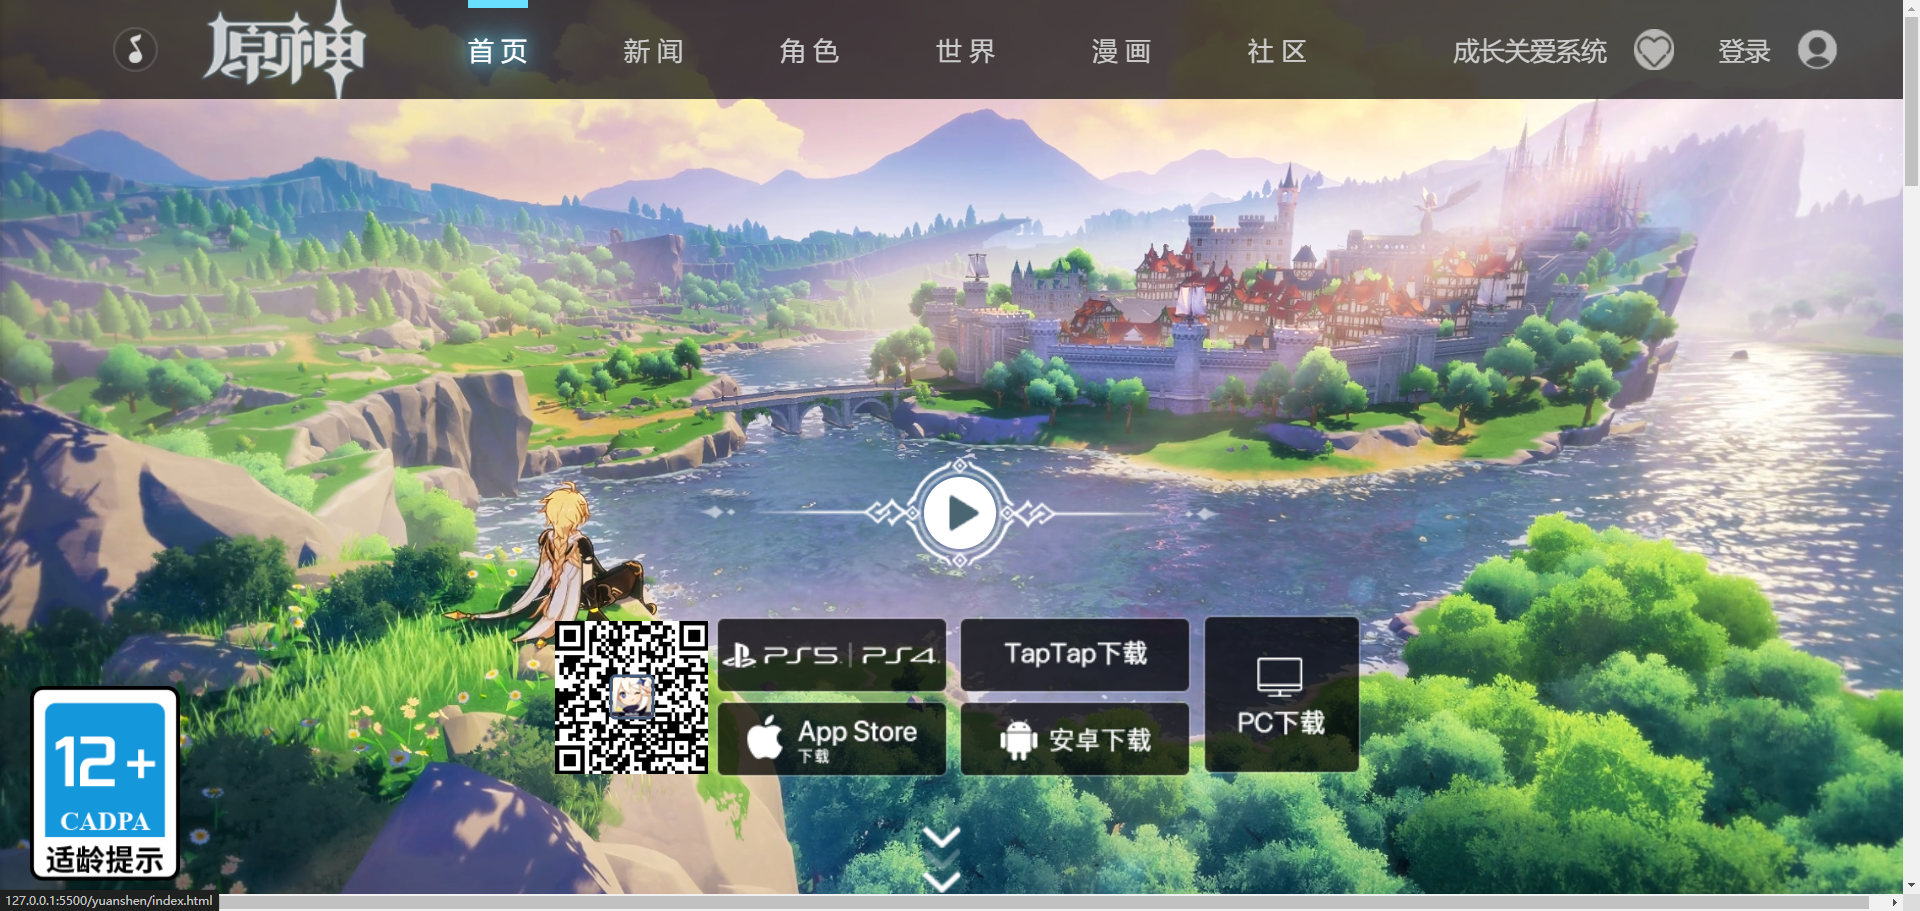 原神
首页
新闻
角色
世界
漫画
社区
成长关爱系统
登录
PS5 | PS4
TapTap下载
PC下载
App Store
下载
安卓下载
12+
CADPA
适龄提示
127.0.0.1:5500/yuanshen/index.html